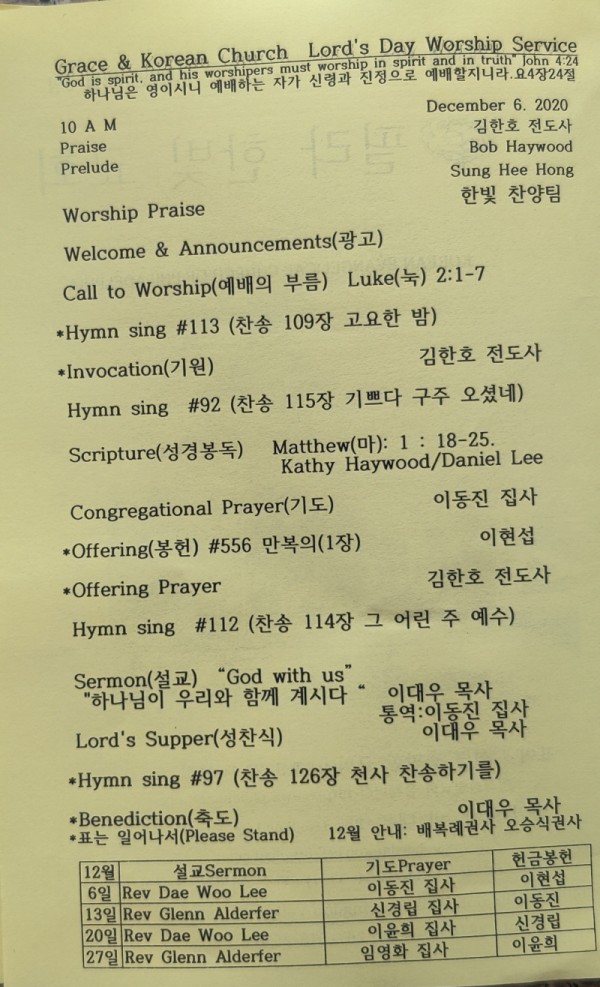 Grace & Korean Church Lord's Day Worship Service
"God is spirit, and his worshipers must worship in spirit and in truth" John 4:24
하나님은 영이시니 예배하는 자가 신령과 진정으로 예배할지니라.요4장24절
December 6. 2020
10 A M 김한호 전도사
Praise Bob Haywood
Prelude Sung Hee Hong
한빛 찬양팀
Worship Praise
Welcome & Announcements(광고)
Call to Worship(예배의 부름) Luke(눅) 2:1-7
*Hymn sing #113 (찬송 109장 고요한 밤)
*Invocation(기원) 김한호 전도사
Hymn sing #92 (찬송 115장 기쁘다 구주 오셨네)
Scripture(성경봉독) Matthew(마): 1 : 18-25.
Kathy Haywood/Daniel Lee
Congregational Prayer(기도) 이동진 집사
*Offering(봉헌) #556 만복의(1장) 이현섭
*Offering Prayer 김한호 전도사
Hymn sing #112 (찬송 114장 그 어린 주 예수)
Sermon(설교) “God with us”
"하나님이 우리와 함께 계시다 “ 이대우 목사
통역:이동진 집사
Lord's Supper(성찬식) 이대우 목사
*Hymn sing #97 (찬송 126장 천사 찬송하기를)
*Benediction(축도) 이대우 목사
*표는 일어나서(Please Stand) 12월 안내: 배복례권사 오승식권사
12월 설교Sermon 기도Prayer 헌금봉헌
6일 Rev Dae Woo Lee 이동진 집사 이현섭
13일 Rev Glenn Alderfer 신경립 집사 이동진
20일 Rev Dae Woo Lee 이윤희 집사 신경립
27일 Rev Glenn Alderfer 임영화 집사 이윤희